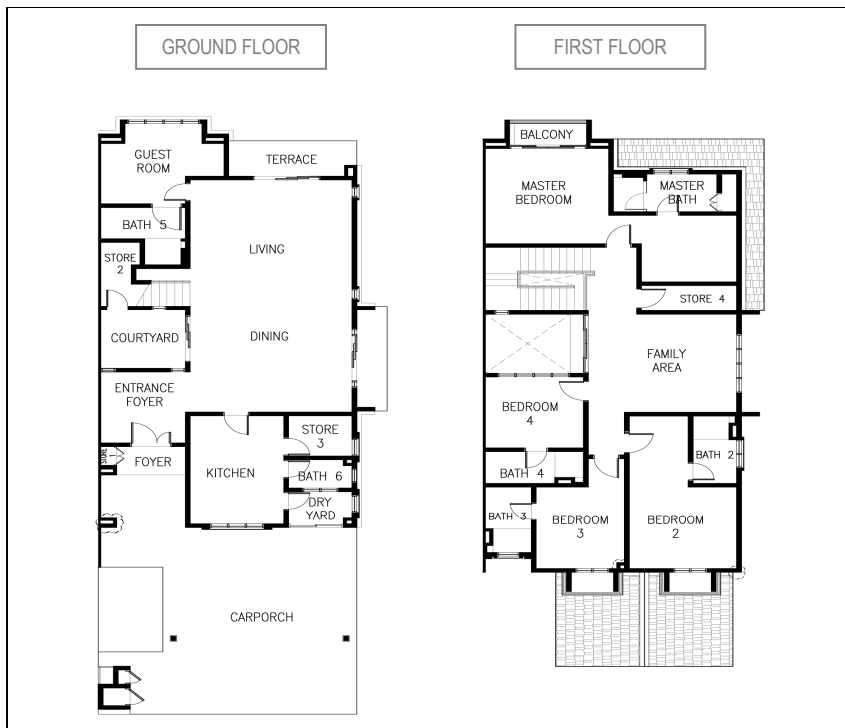 GROUND FLOOR
GUEST
ROOM
TERRACE
BATH 5
STORE
2
LIVING
COURTYARD
DINING
ENTRANCE
FOYER
STORE
1
FOYER
KITCHEN
STORE
3
BATH 6
DRY
YARD
CARPORCH
FIRST FLOOR
BALCONY
MASTER
BEDROOM
MASTER
BATH
STORE 4
FAMILY
AREA
BEDROOM
4
BATH 4
BATH 2
BATH 3
BEDROOM
3
BEDROOM
2